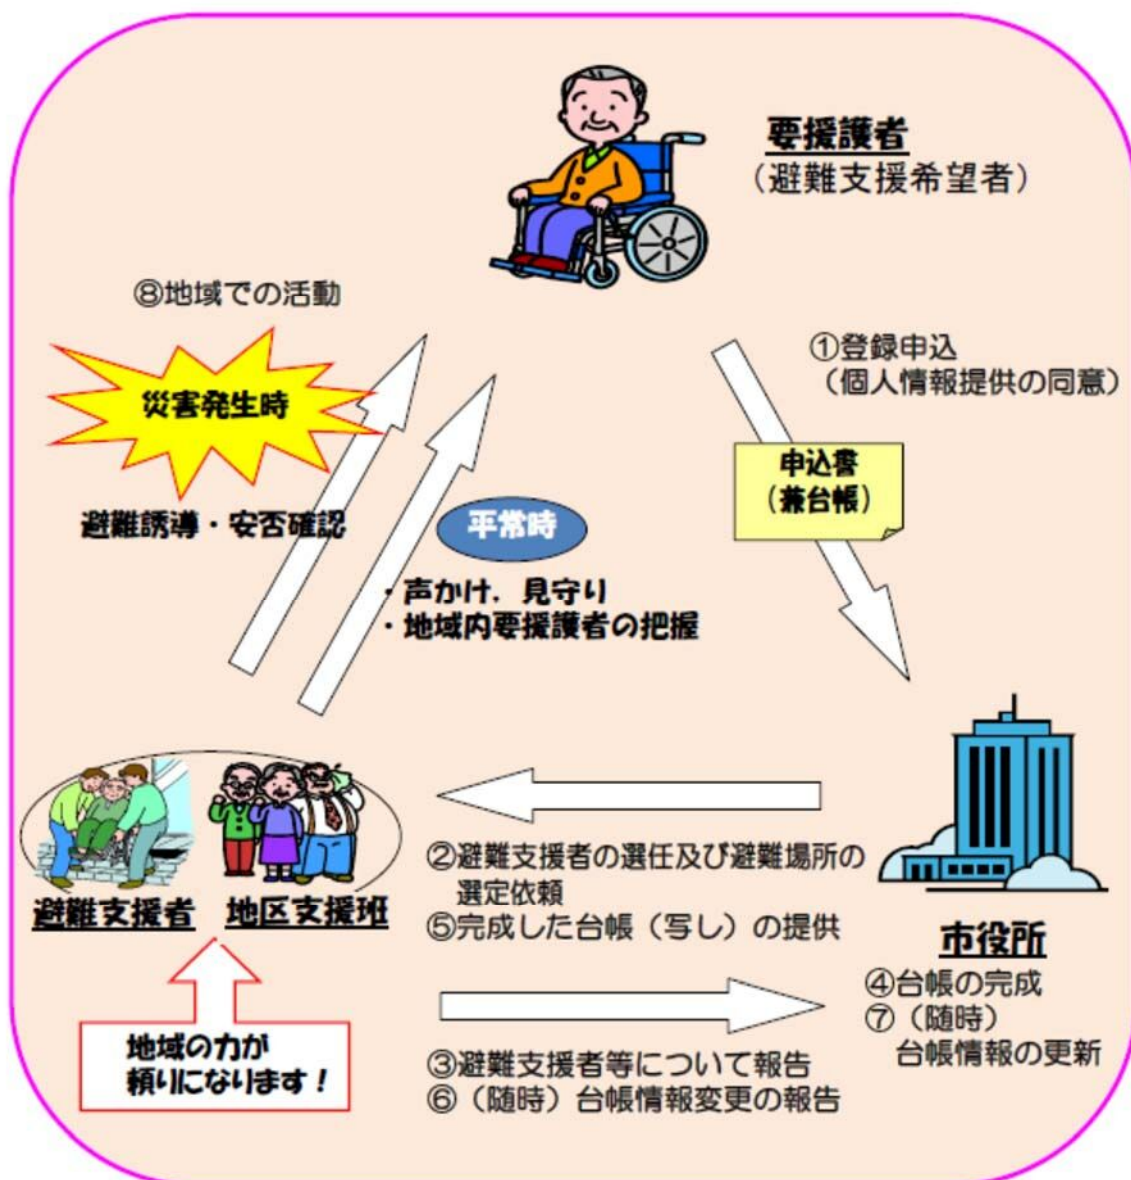 要援護者
（避難支援希望者）
⑧地域での活動
災害発生時
避難誘導・安否確認
①登録申込
（個人情報提供の同意）
申込書
（兼台帳）
平常時
・声かけ，見守り
・地域内要援護者の把握
避難支援者
地区支援班
②避難支援者の選任及び避難場所の
選定依頼
⑤完成した台帳（写し）の提供
市役所
④台帳の完成
⑦（随時）
台帳情報の更新
地域の力が
頼りになります！
③避難支援者等について報告
⑥（随時）台帳情報変更の報告